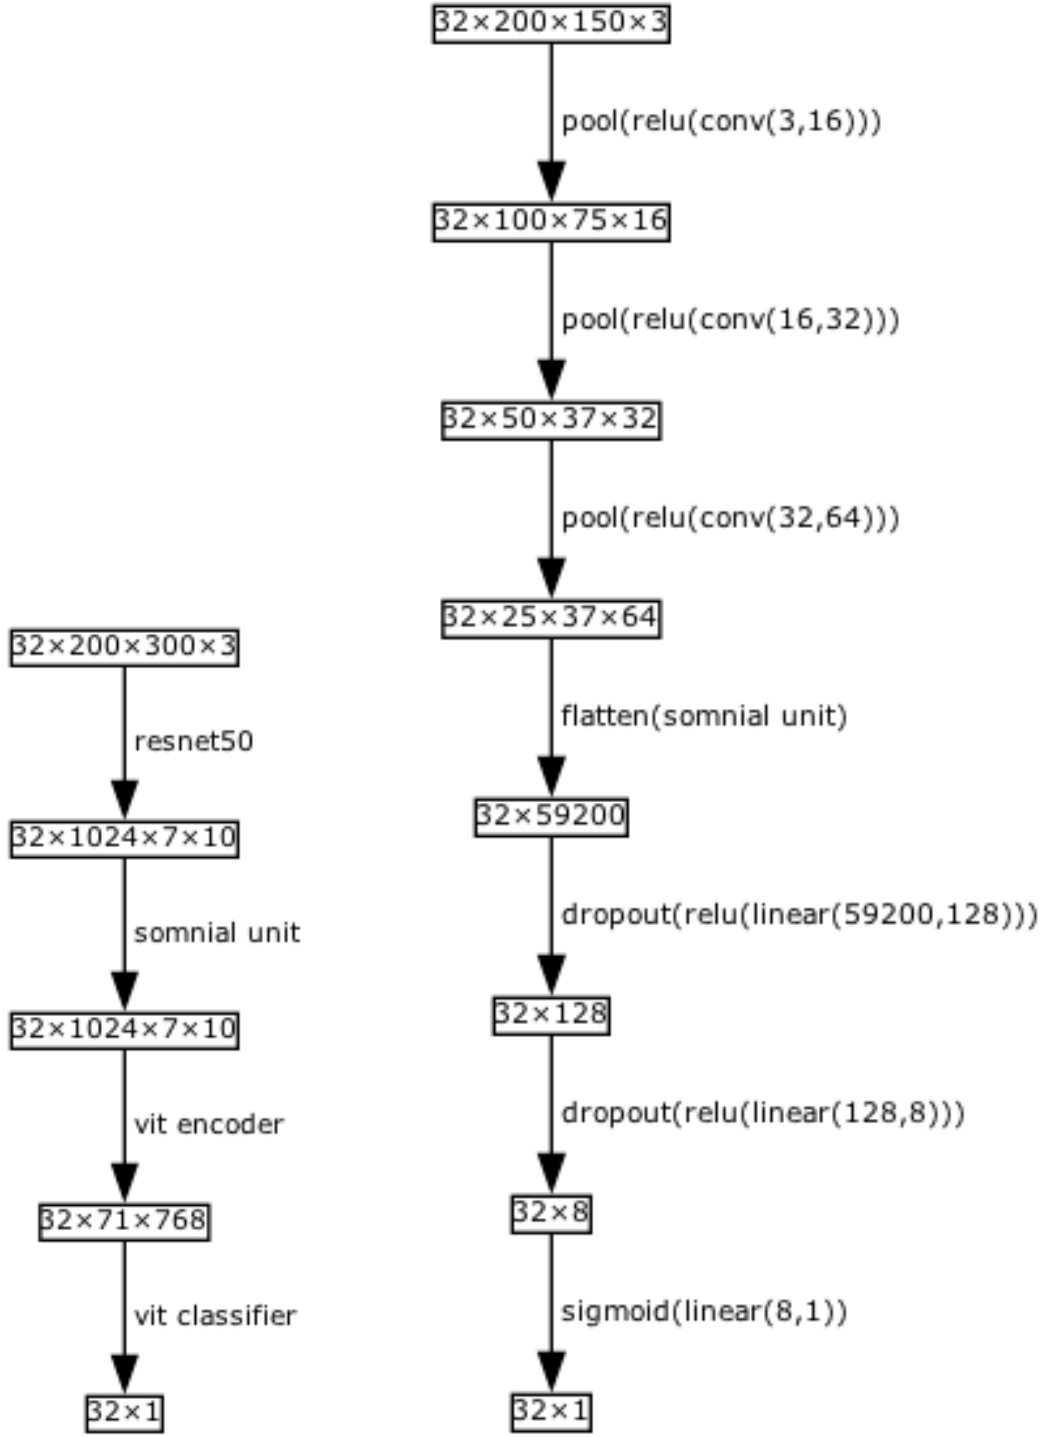 32×200×150×3
pool(relu(conv(3,16)))
32×100×75×16
pool(relu(conv(16,32)))
32×50×37×32
pool(relu(conv(32,64)))
32×25×37×64
flatten(somnial unit)
32×59200
dropout(relu(linear(59200,128)))
32×128
dropout(relu(linear(128,8)))
32×8
sigmoid(linear(8,1))
32×1
32×200×300×3
resnet50
32×1024×7×10
somnial unit
32×1024×7×10
vit encoder
32×71×768
vit classifier
32×1